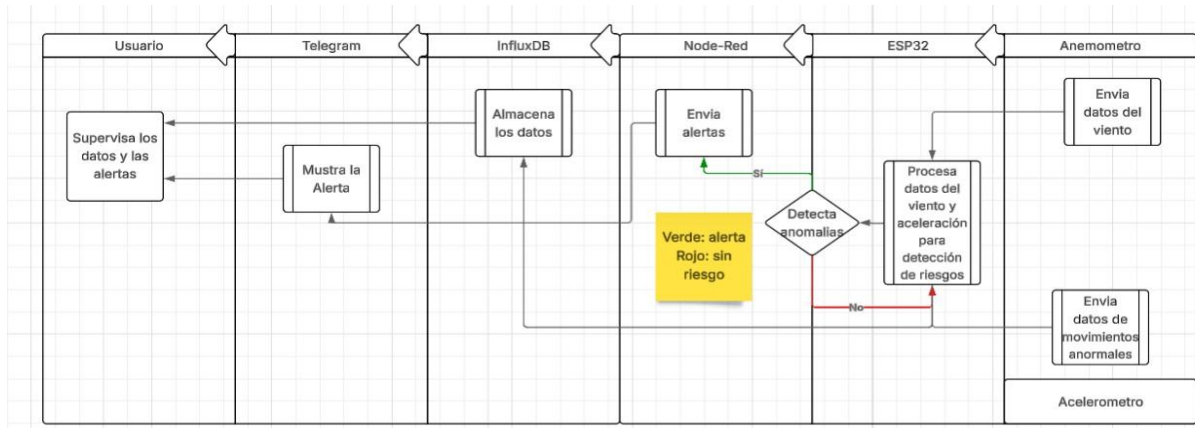 Usuario
Telegram
InfluxDB
Node-Red
ESP32
Anemometro
Supervisa los
datos y las
alertas
Mustra la
Alerta
Almacena
los datos
Envia
alertas
Sí
Detecta
anomalias
Verde: alerta
Rojo: sin
riesgo
No
Procesa
datos del
viento y
aceleración
para
detección
de riesgos
Envia
datos del
viento
Envia
datos de
movimientos
anormales
Acelerometro